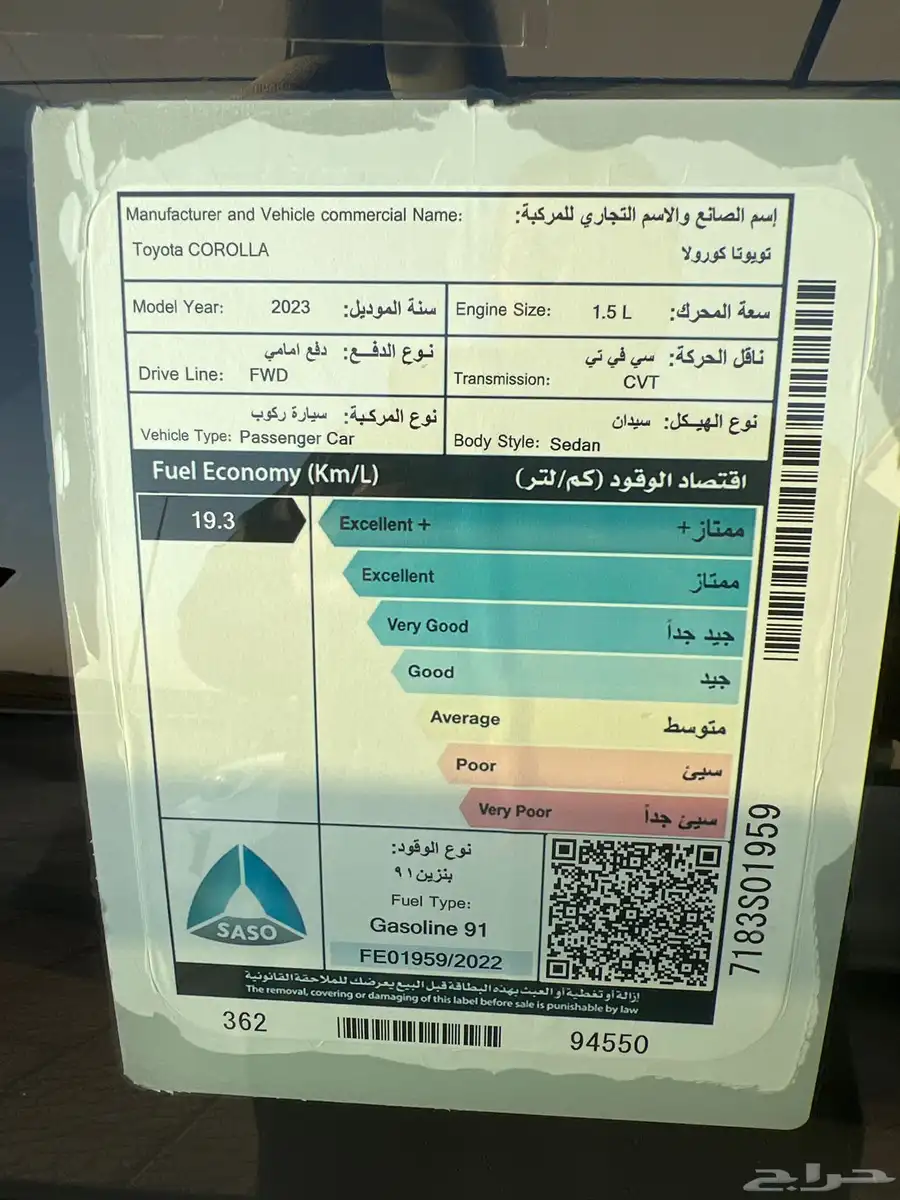 Manufacturer and Vehicle commercial Name: إسم الصانع والاسم التجاري للمركبة:
Toyota COROLLA تويوتا كورولا
Model Year: 2023 سنة الموديل:
Engine Size: 1.5 L سعة المحرك:
نوع الدفع: دفع امامي
Drive Line: FWD
ناقل الحركة: سي في تي
Transmission: CVT
نوع المركبة: سيارة ركوب
Vehicle Type: Passenger Car
نوع الهيكل: سيدان
Body Style: Sedan
Fuel Economy (Km/L) اقتصاد الوقود (كم/لتر)
19.3
Excellent + ممتاز+
Excellent ممتاز
Very Good جيد جداً
Good جيد
Average متوسط
Poor سيئ
Very Poor سيئ جداً
SASO
نوع الوقود:
بنزين٩١
Fuel Type:
Gasoline 91
FE01959/2022
7183S01959
إزالة أو تغطية أو العبث بهذه البطاقة قبل البيع يعرضك للملاحقة القانونية
The removal, covering or damaging of this label before sale is punishable by law
362
94550
حراج